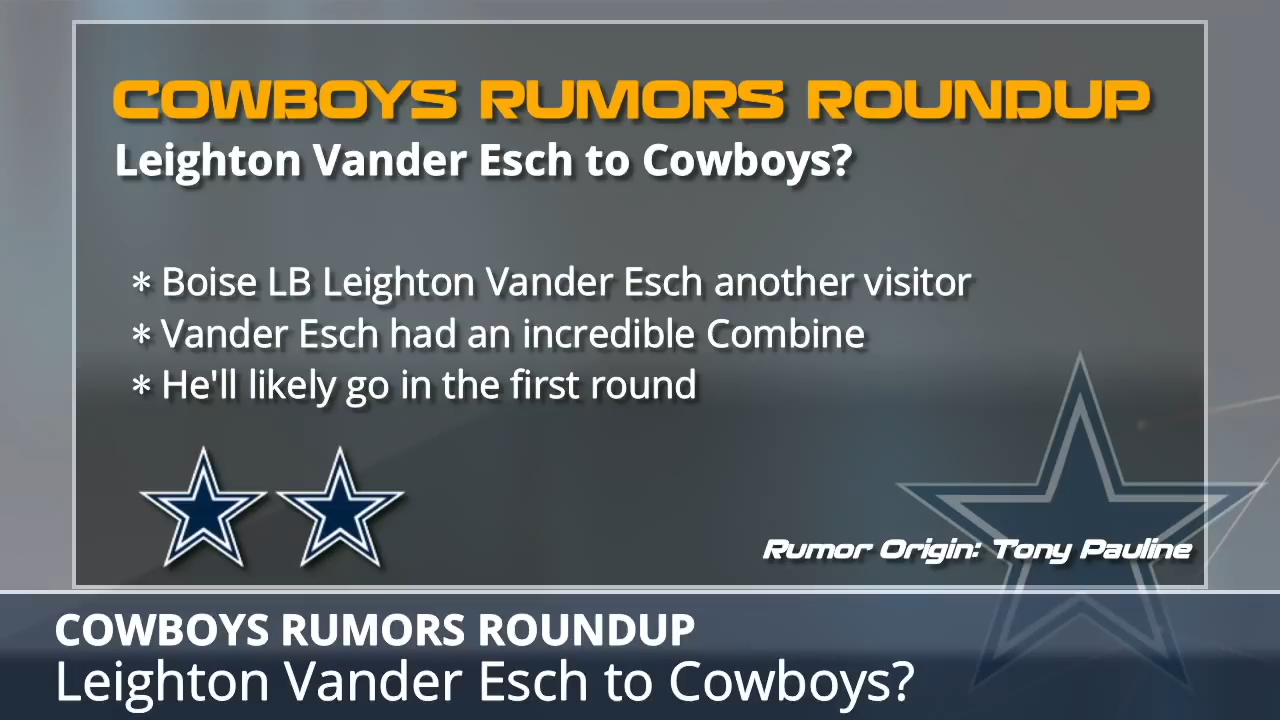 COWBOYS RUMORS ROUNDUP
Leighton Vander Esch to Cowboys?
* Boise LB Leighton Vander Esch another visitor
* Vander Esch had an incredible Combine
* He'll likely go in the first round
Rumor Origin: Tony Pauline
COWBOYS RUMORS ROUNDUP
Leighton Vander Esch to Cowboys?